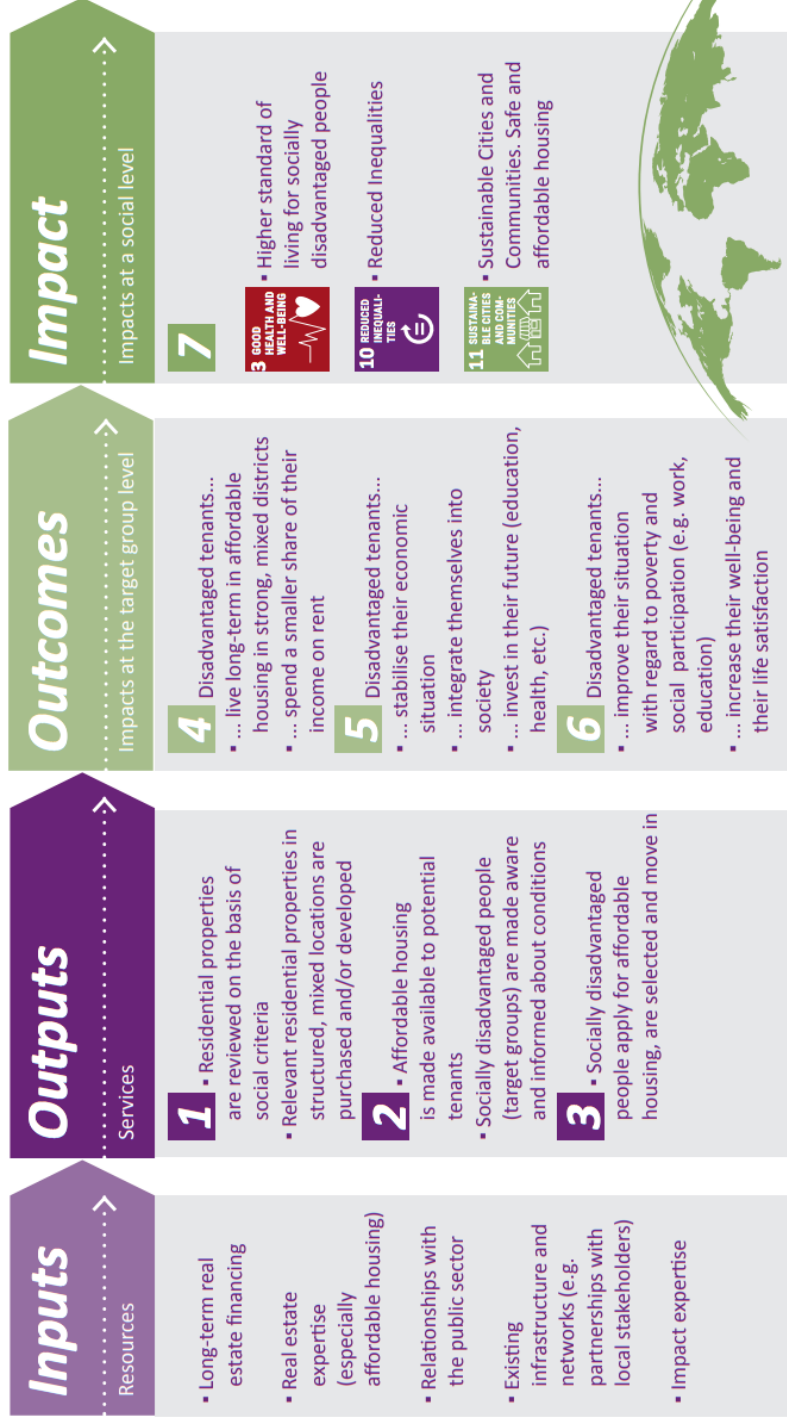 Inputs
Resources
▪ Long-term real
estate financing
▪ Real estate
expertise
(especially
affordable housing)
▪ Relationships with
the public sector
▪ Existing
infrastructure and
networks (e.g.
partnerships with
local stakeholders)
▪ Impact expertise
Outputs
Services
1 ▪ Residential properties
are reviewed on the basis of
social criteria
▪ Relevant residential properties in
structured, mixed locations are
purchased and/or developed
2 ▪ Affordable housing
is made available to potential
tenants
▪ Socially disadvantaged people
(target groups) are made aware
and informed about conditions
3 ▪ Socially disadvantaged
people apply for affordable
housing, are selected and move in
Outcomes
Impacts at the target group level
4 Disadvantaged tenants...
▪ ... live long-term in affordable
housing in strong, mixed districts
▪ ... spend a smaller share of their
income on rent
5 Disadvantaged tenants...
▪ ... stabilise their economic
situation
▪ ... integrate themselves into
society
▪ ... invest in their future (education,
health, etc.)
6 Disadvantaged tenants...
▪ ... improve their situation
with regard to poverty and
social participation (e.g. work,
education)
▪ ... increase their well-being and
their life satisfaction
Impact
Impacts at a social level
7
3 GOOD
HEALTH AND
WELL-BEING
▪ Higher standard of
living for socially
disadvantaged people
10 REDUCED
INEQUALI-
TIES
▪ Reduced Inequalities
11 SUSTAINA-
BLE CITIES
AND COM-
MUNITIES
▪ Sustainable Cities and
Communities. Safe and
affordable housing